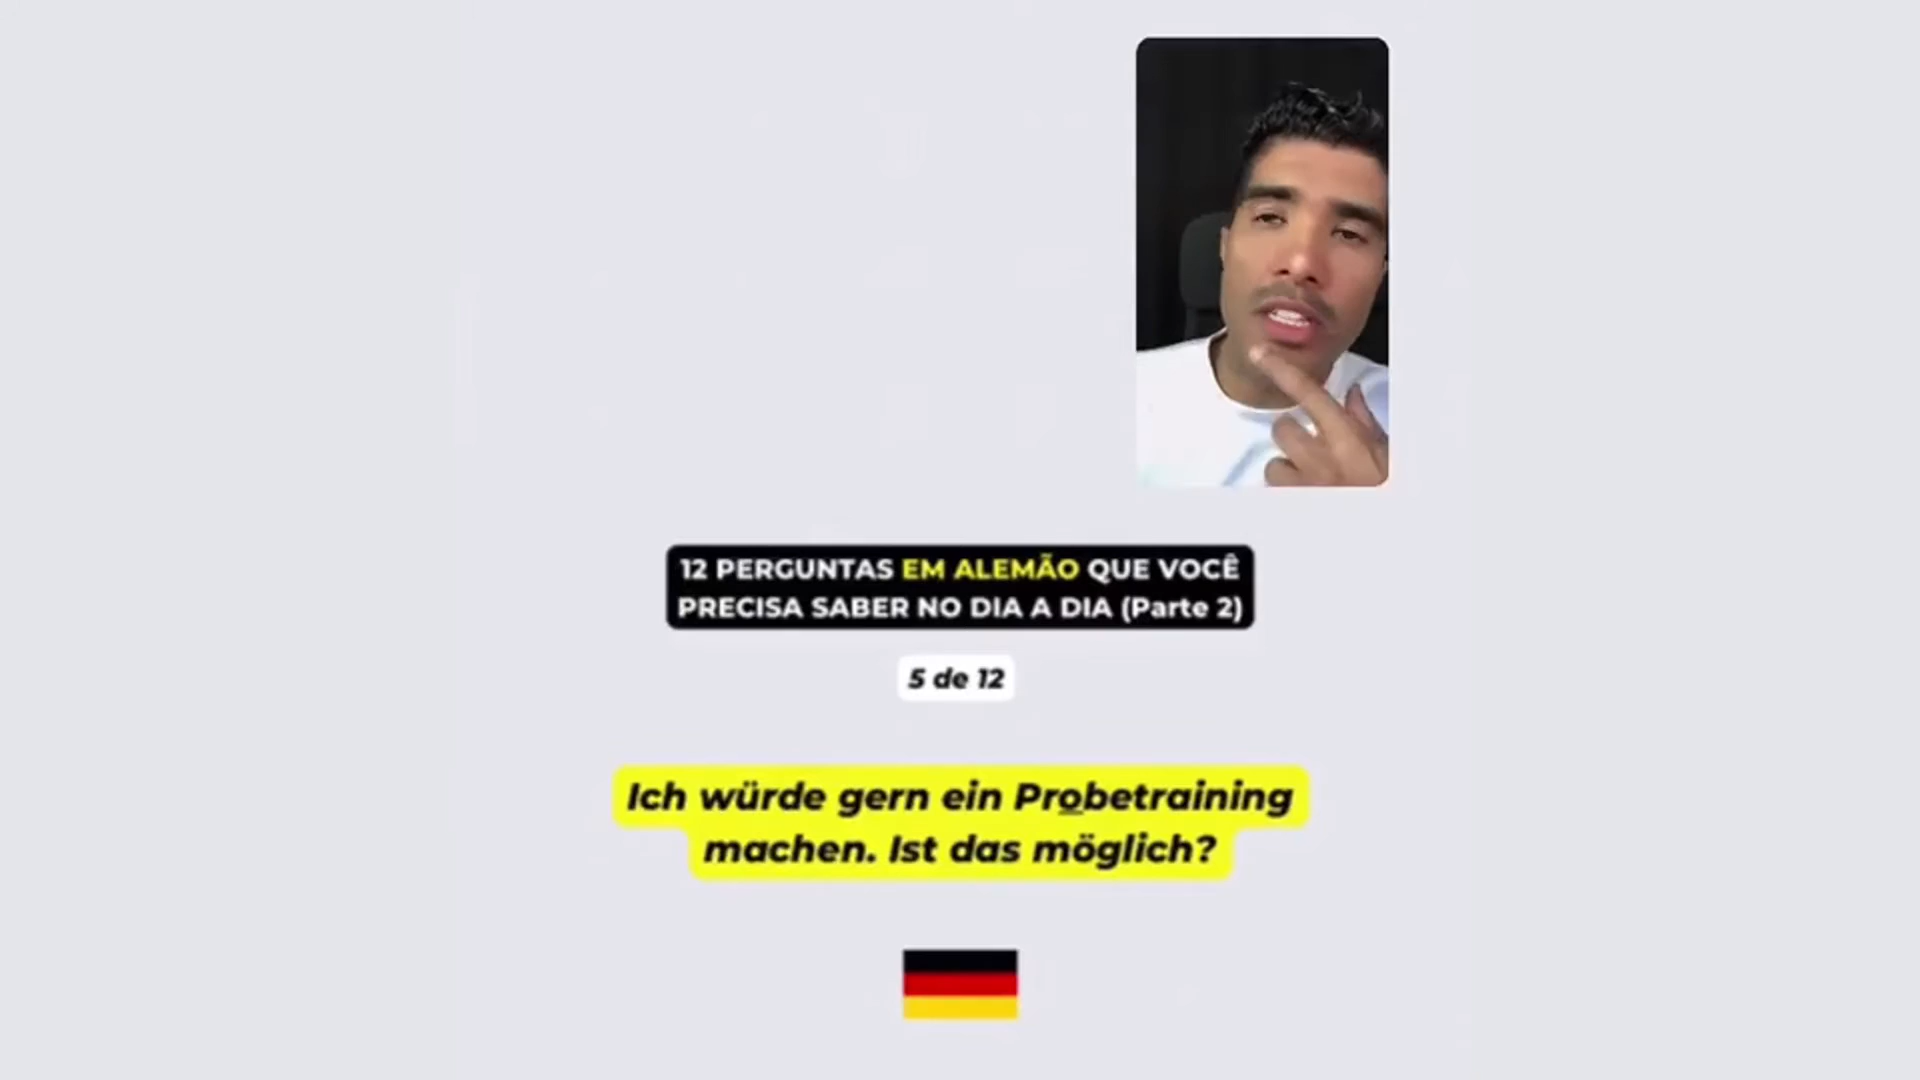 12 PERGUNTAS EM ALEMÃO QUE VOCÊ
PRECISA SABER NO DIA A DIA (Parte 2)
5 de 12
Ich würde gern ein Probetraining
machen. Ist das möglich?